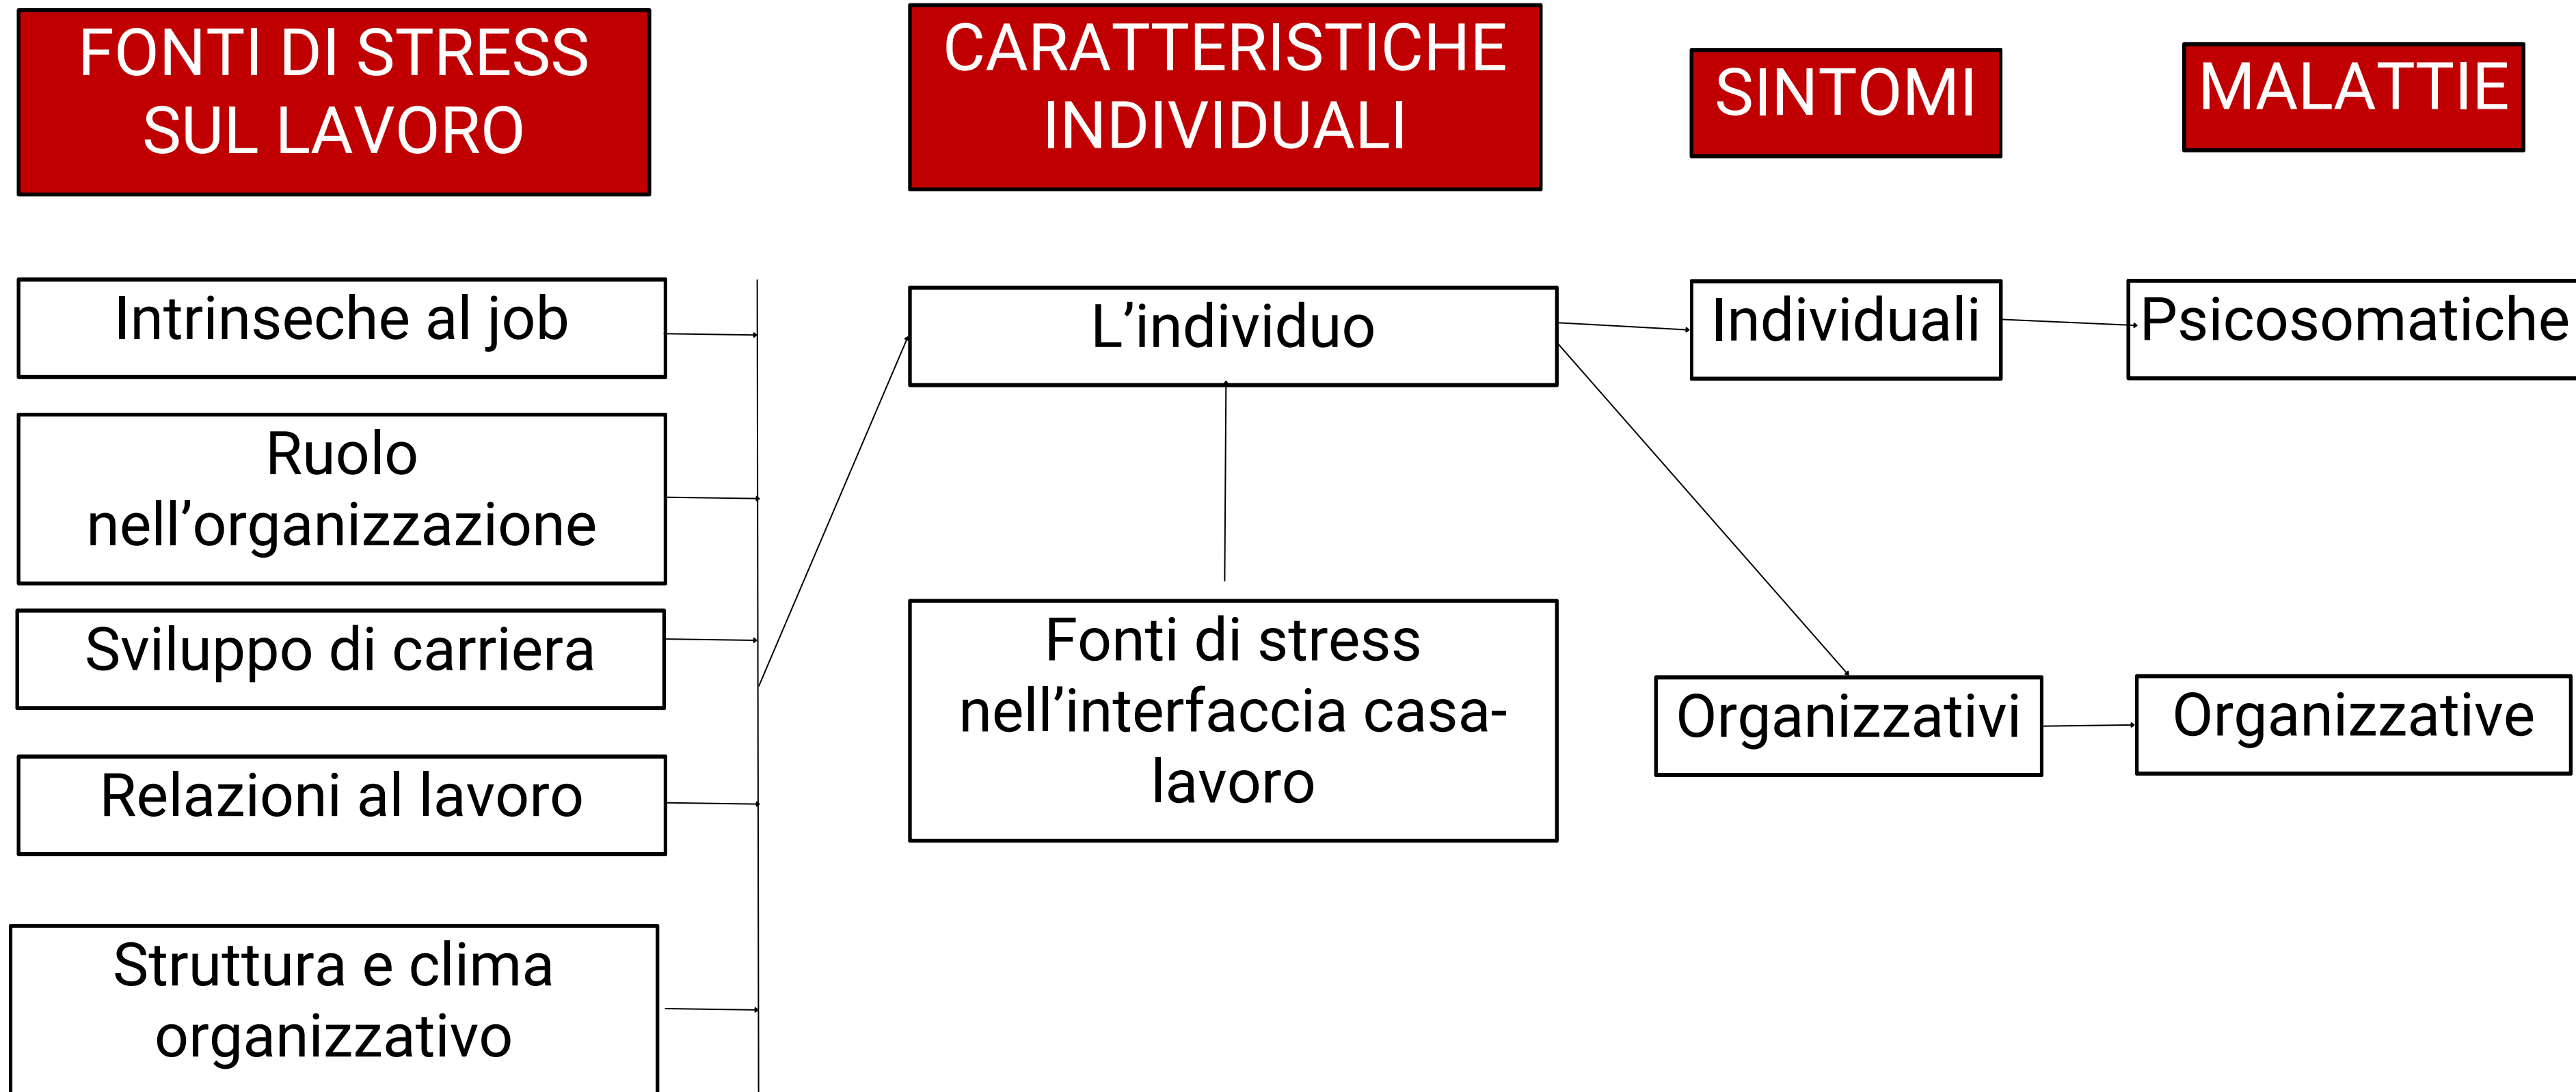 FONTI DI STRESS
SUL LAVORO
CARATTERISTICHE
INDIVIDUALI
SINTOMI
MALATTIE
Intrinseche al job
Ruolo
nell’organizzazione
Sviluppo di carriera
Relazioni al lavoro
Struttura e clima
organizzativo
L’individuo
Fonti di stress
nell’interfaccia casa-
lavoro
Individuali
Organizzativi
Psicosomatiche
Organizzative